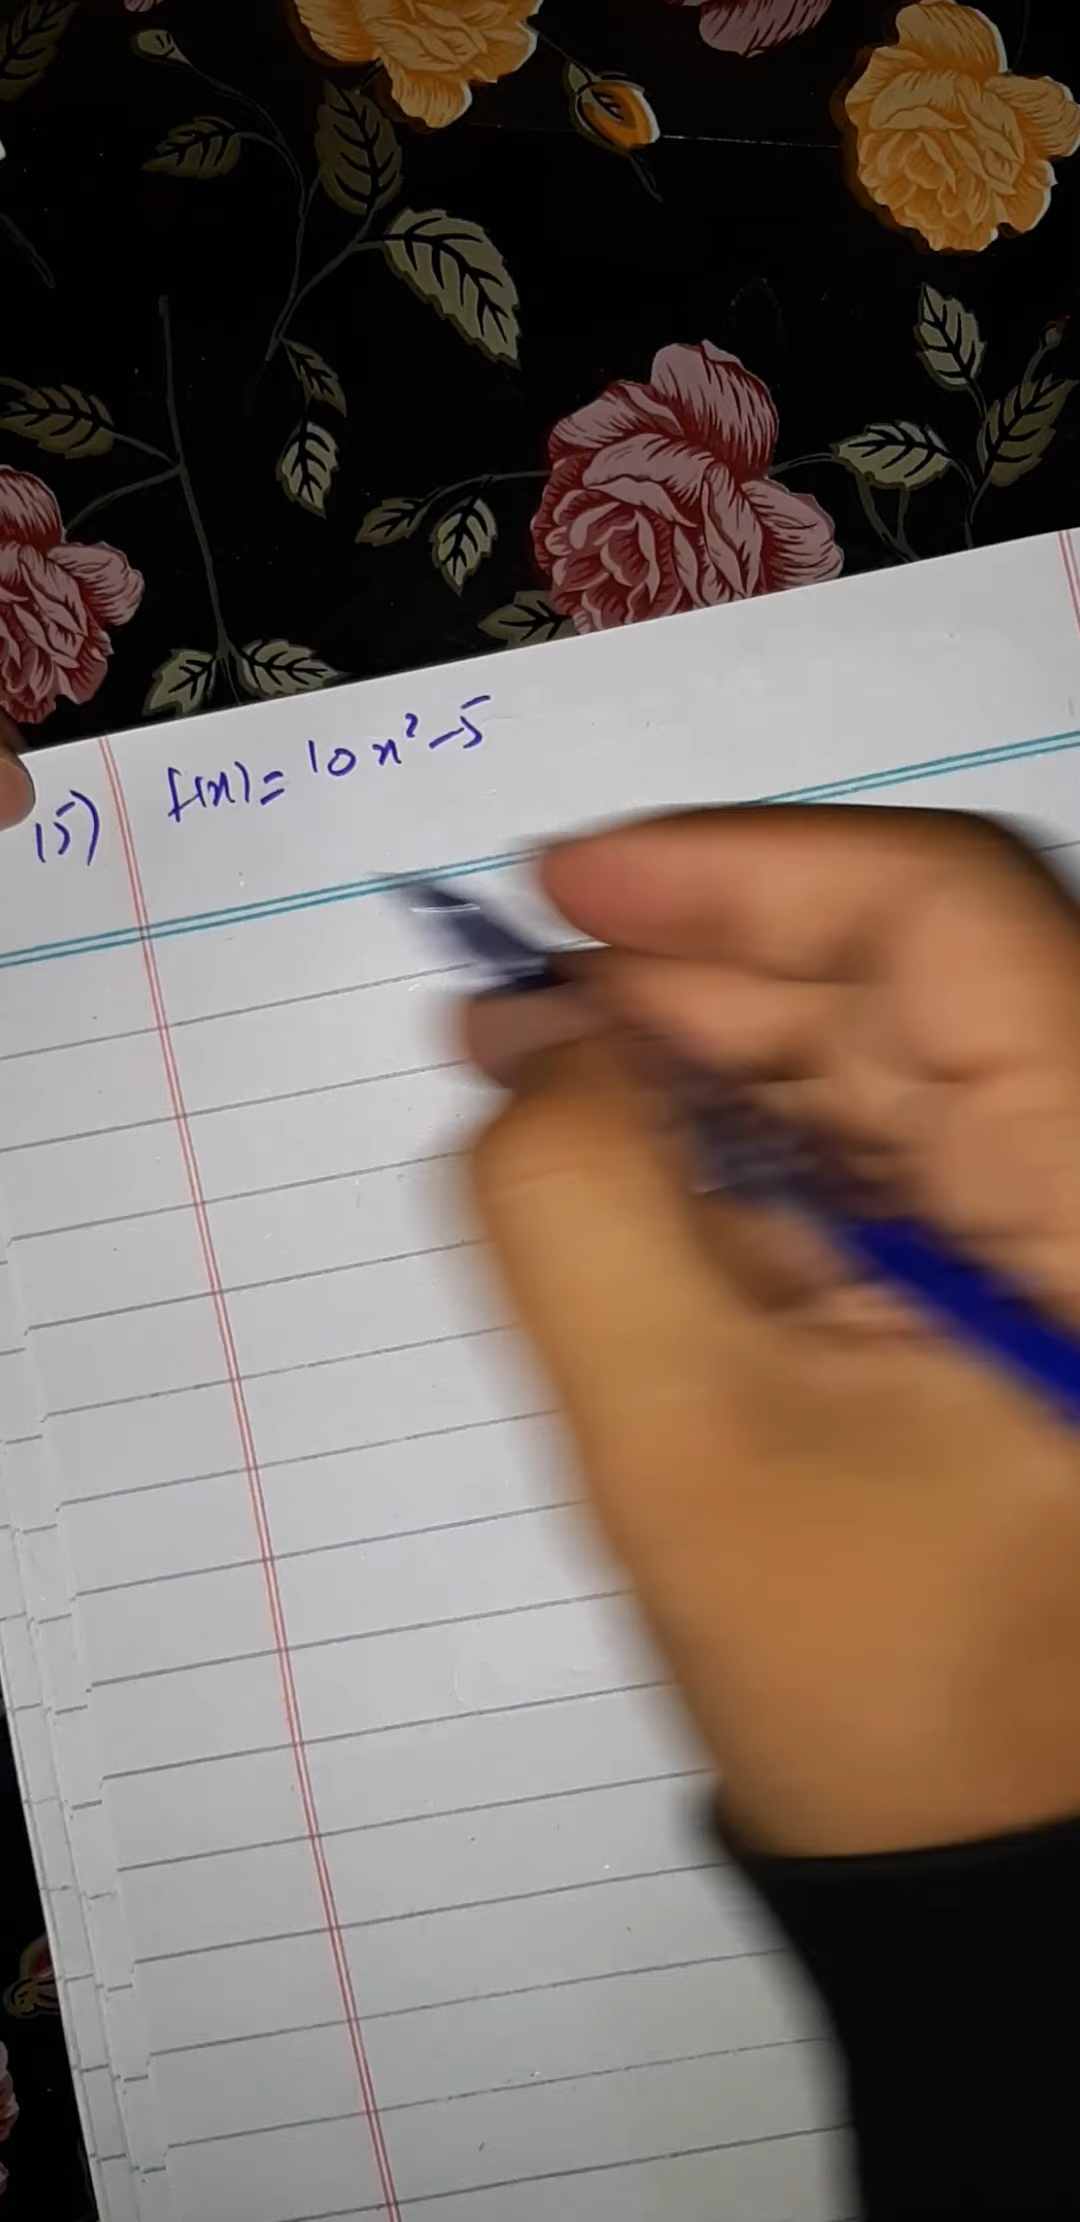 15) f(x) = 10x² - 5